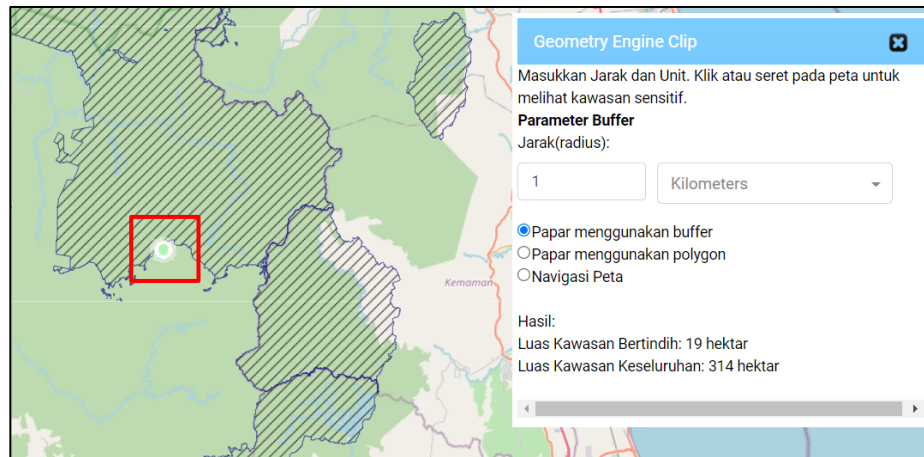 Geometry Engine Clip
Masukkan Jarak dan Unit. Klik atau seret pada peta untuk
melihat kawasan sensitif.
Parameter Buffer
Jarak(radius):
1
Kilometers
Papar menggunakan buffer
Papar menggunakan polygon
Navigasi Peta
Kemaman
Hasil:
Luas Kawasan Bertindih: 19 hektar
Luas Kawasan Keseluruhan: 314 hektar